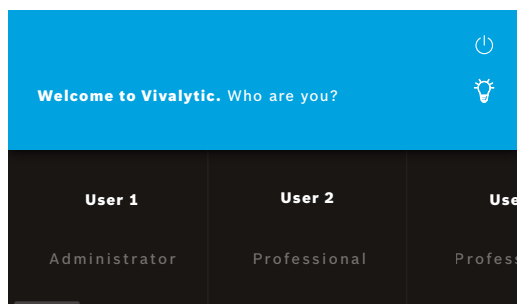 Welcome to Vivalytic. Who are you?
User 1
User 2
Administrator
Professional